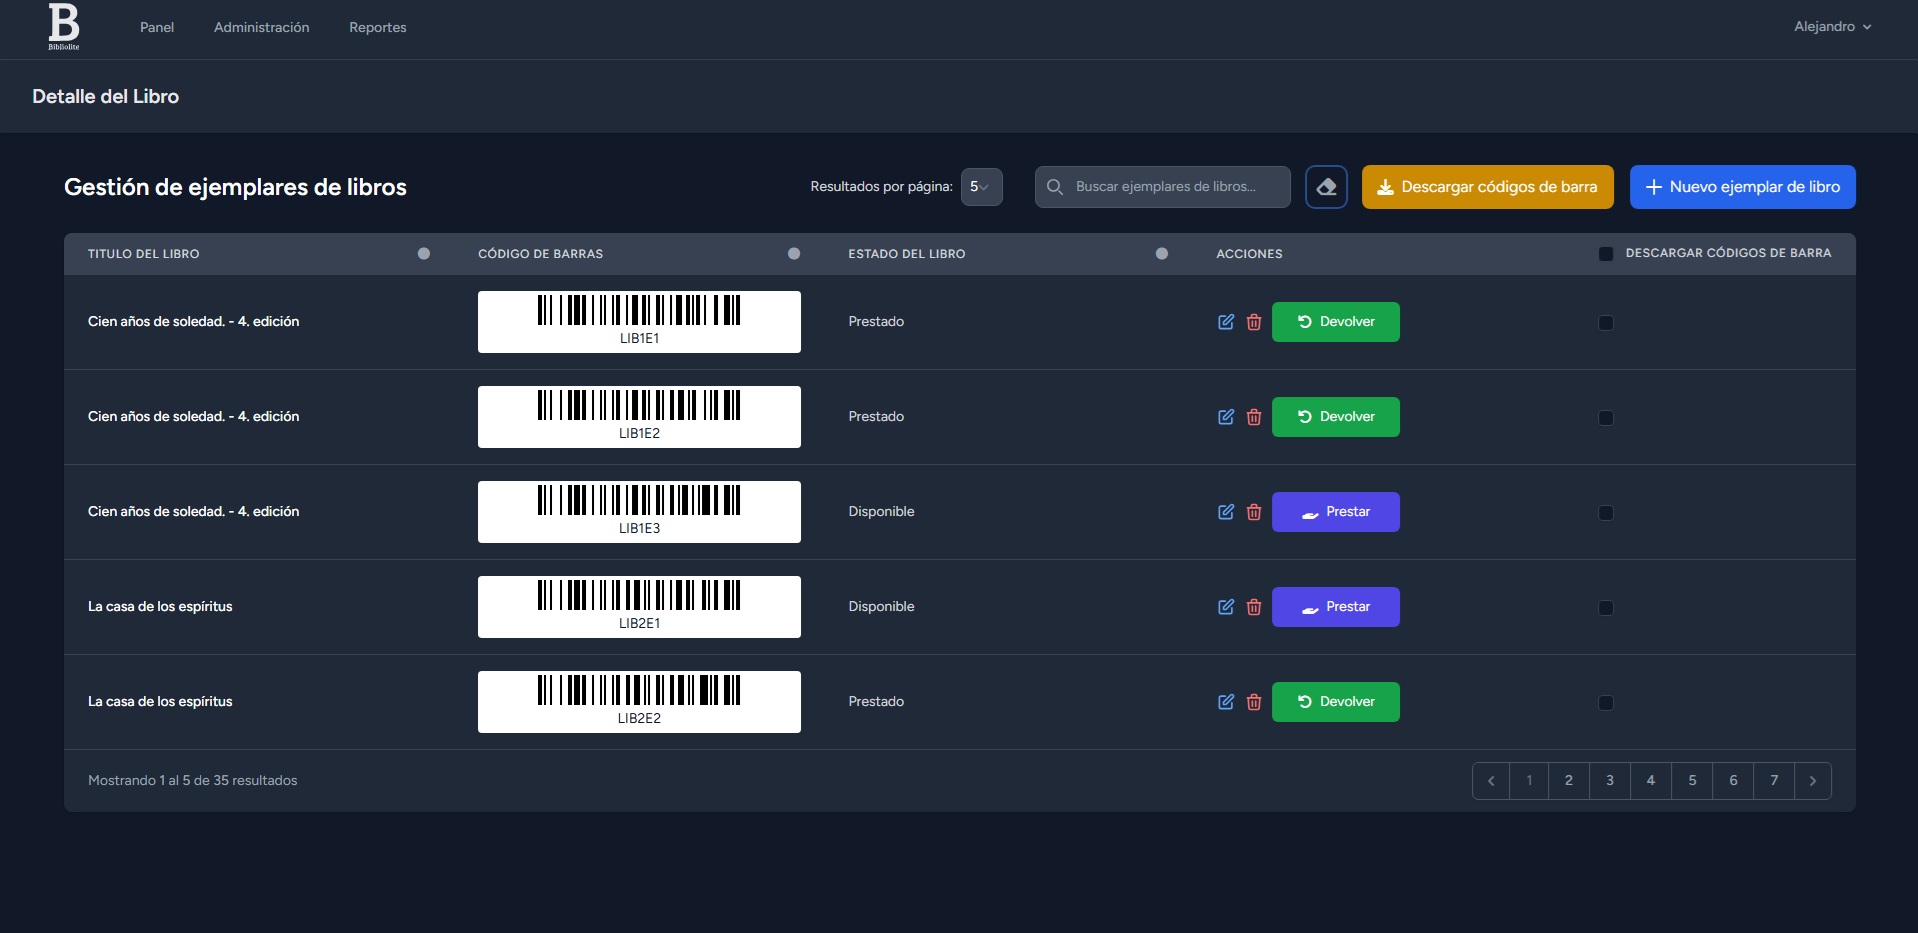 B
Bibliolite
Panel Administración Reportes Alejandro
Detalle del Libro
Gestión de ejemplares de libros Resultados por página: 5 Buscar ejemplares de libros... Descargar códigos de barra Nuevo ejemplar de libro
TITULO DEL LIBRO CÓDIGO DE BARRAS ESTADO DEL LIBRO ACCIONES DESCARGAR CÓDIGOS DE BARRA
Cien años de soledad. - 4. edición LIB1E1 Prestado Devolver
Cien años de soledad. - 4. edición LIB1E2 Prestado Devolver
Cien años de soledad. - 4. edición LIB1E3 Disponible Prestar
La casa de los espíritus LIB2E1 Disponible Prestar
La casa de los espíritus LIB2E2 Prestado Devolver
Mostrando 1 al 5 de 35 resultados 1 2 3 4 5 6 7